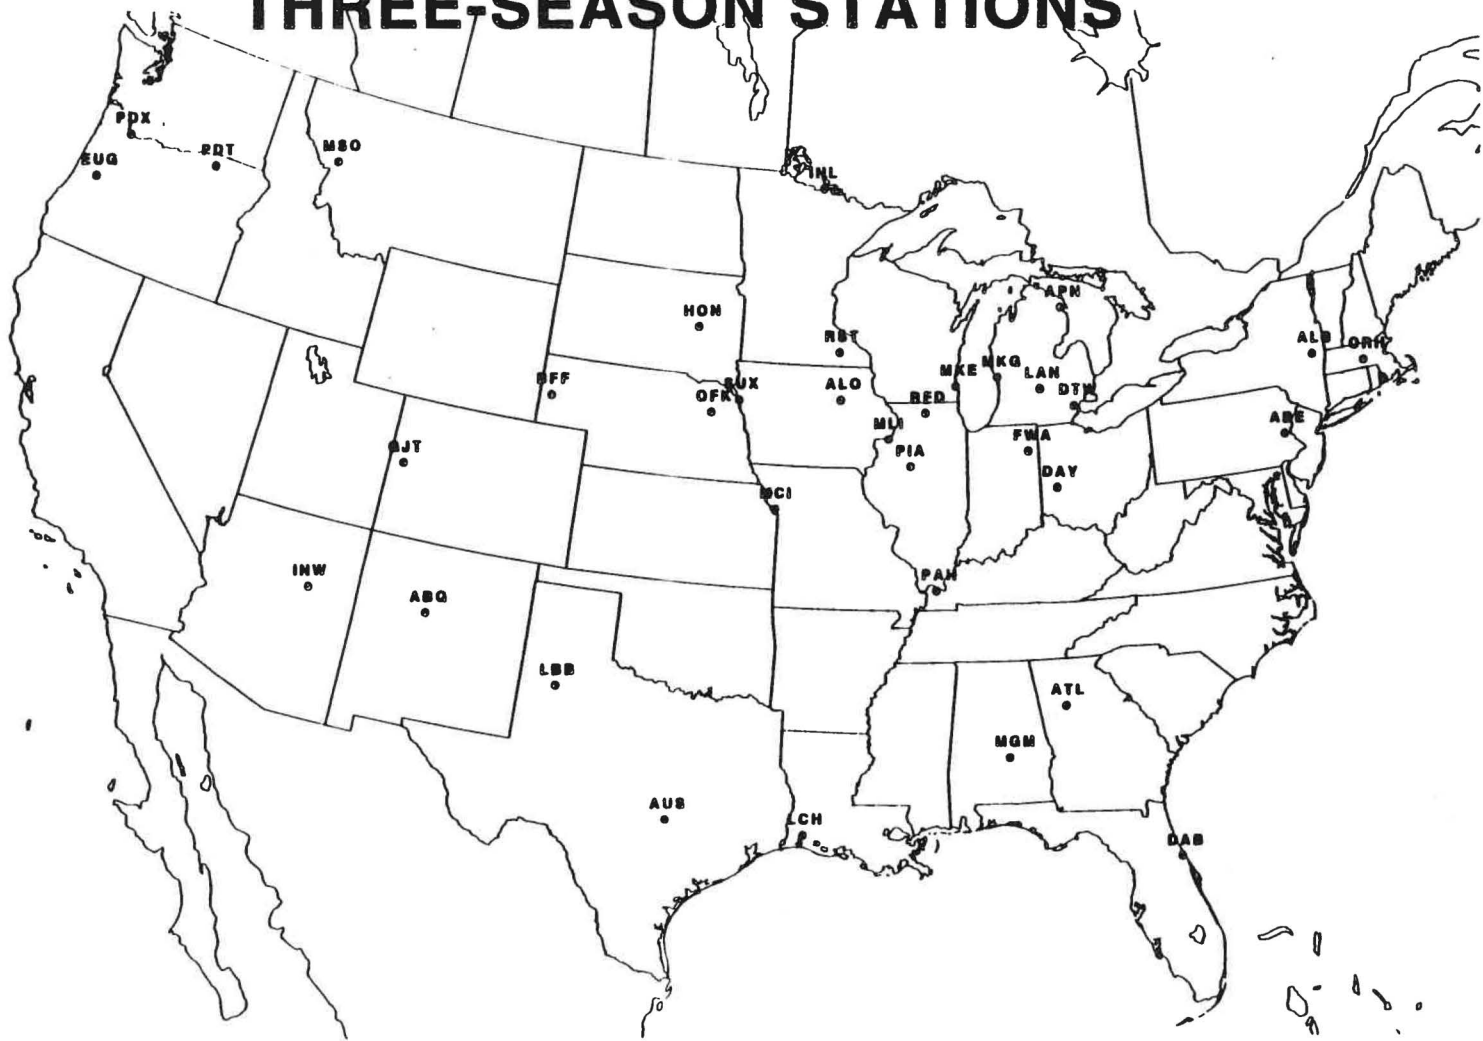 THREE-SEASON STATIONS
PDX
EUG
PDT
MSO
INL
APN
HON
RST
ALB
ORH
MKE
MKG
LAN
DTW
BFF
SUX
OFK
ALO
RFD
MLI
PIA
FWA
DAY
ABE
GJT
MCI
INW
ABQ
PAH
LBB
ATL
MGM
AUS
LCH
DAB